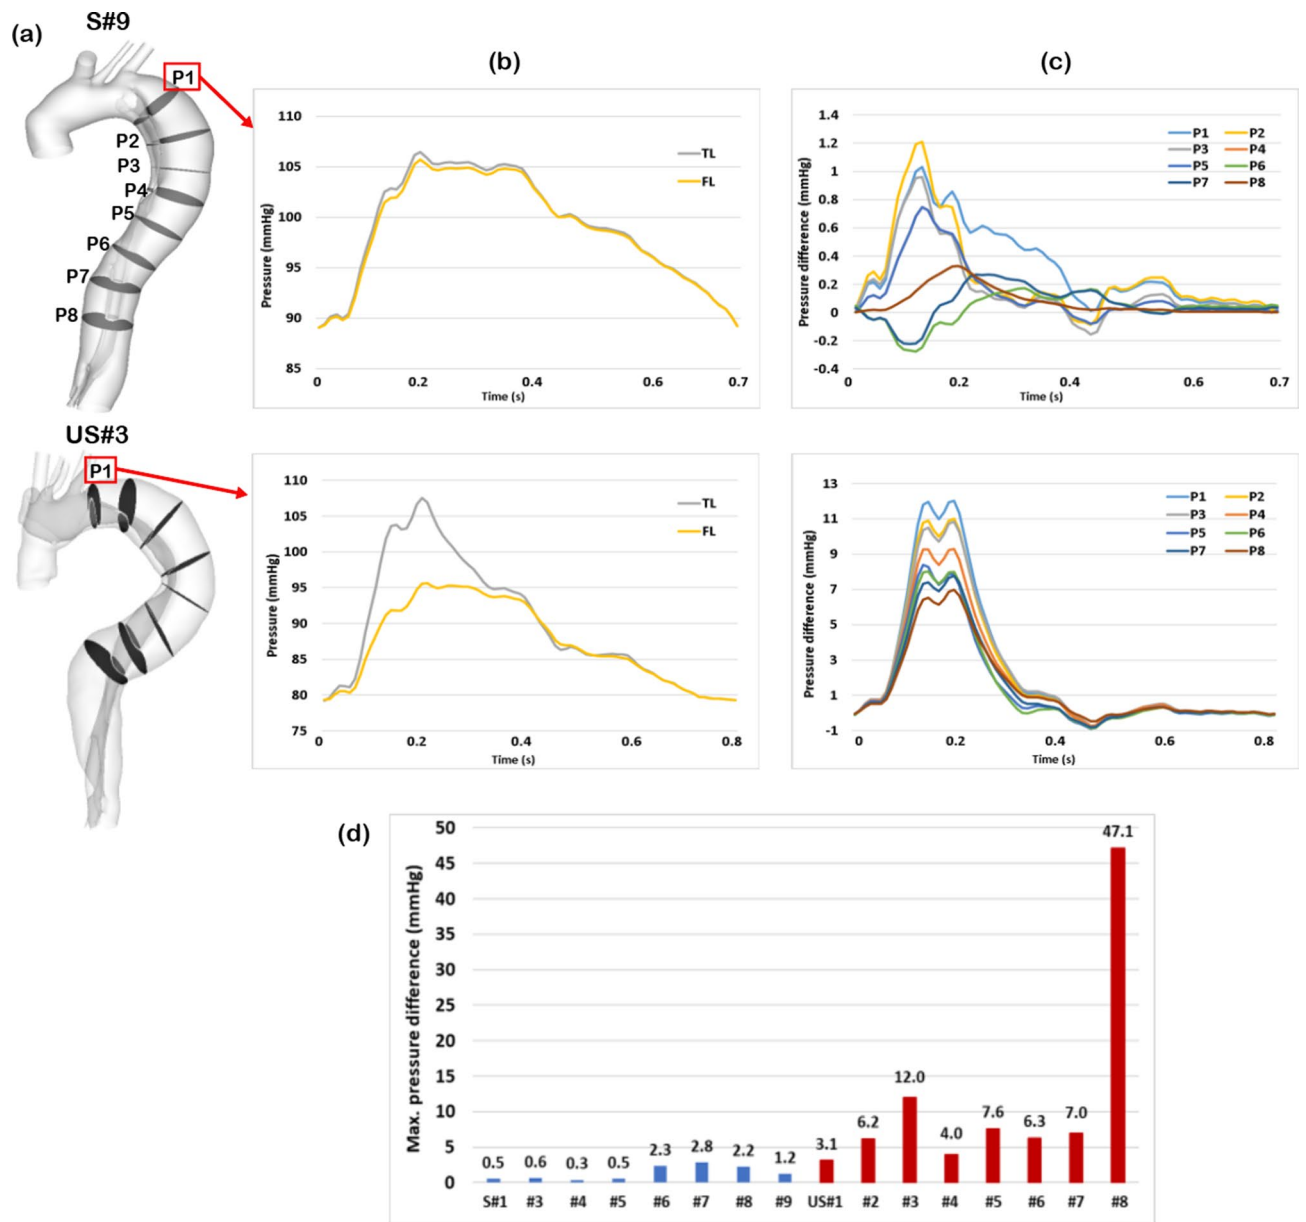 (a)
S#9
P1
P2
P3
P4
P5
P6
P7
P8
(b)
110
105
100
95
90
85
Pressure (mmHg)
TL
FL
0 0.2 0.4 0.6 0.7
Time (s)
(c)
1.4
1.2
1
0.8
0.6
0.4
0.2
0
-0.2
-0.4
Pressure difference (mmHg)
P1 P2
P3 P4
P5 P6
P7 P8
0 0.2 0.4 0.6 0.7
Time (s)
US#3
P1
110
105
100
95
90
85
80
75
Pressure (mmHg)
TL
FL
0 0.2 0.4 0.6 0.8
Time (s)
13
11
9
7
5
3
1
-1
Pressure difference (mmHg)
P1 P2
P3 P4
P5 P6
P7 P8
0 0.2 0.4 0.6 0.8
Time (s)
(d)
50
45
40
35
30
25
20
15
10
5
0
Max. pressure difference (mmHg)
0.5 0.6 0.3 0.5 2.3 2.8 2.2 1.2 3.1 6.2 12.0 4.0 7.6 6.3 7.0 47.1
S#1 #3 #4 #5 #6 #7 #8 #9 US#1 #2 #3 #4 #5 #6 #7 #8